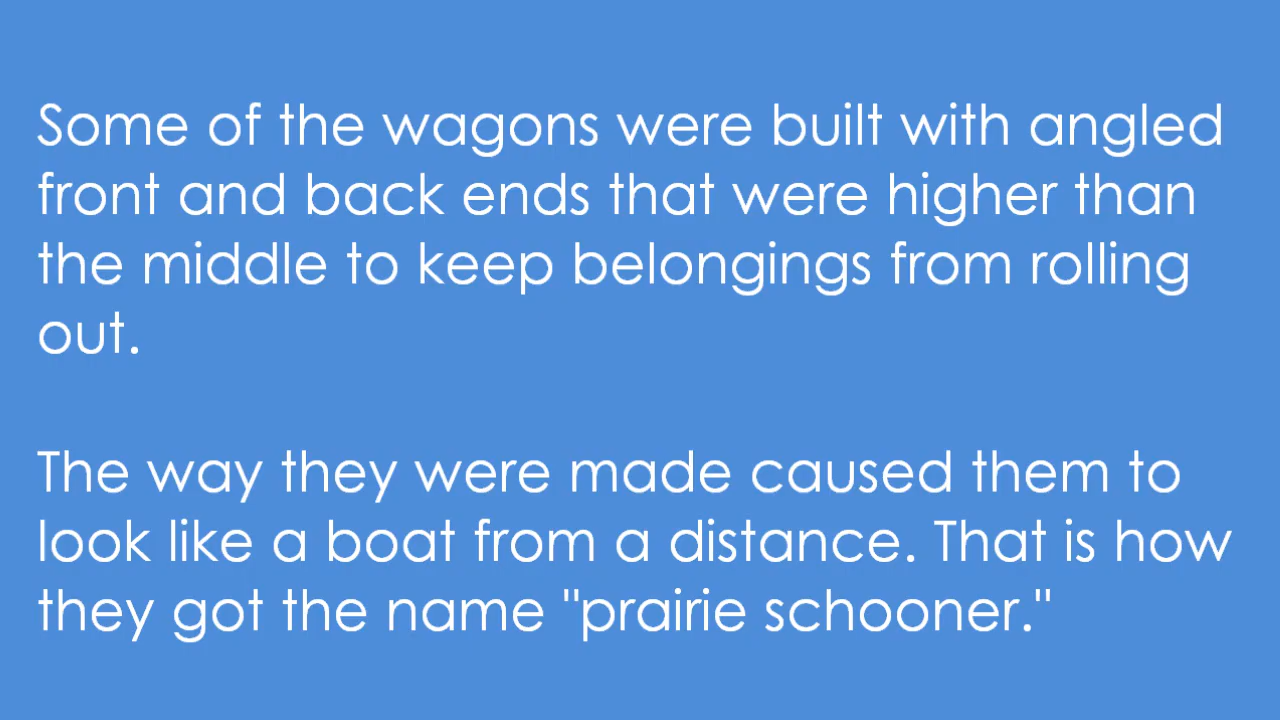 Some of the wagons were built with angled
front and back ends that were higher than
the middle to keep belongings from rolling
out.
The way they were made caused them to
look like a boat from a distance. That is how
they got the name "prairie schooner."